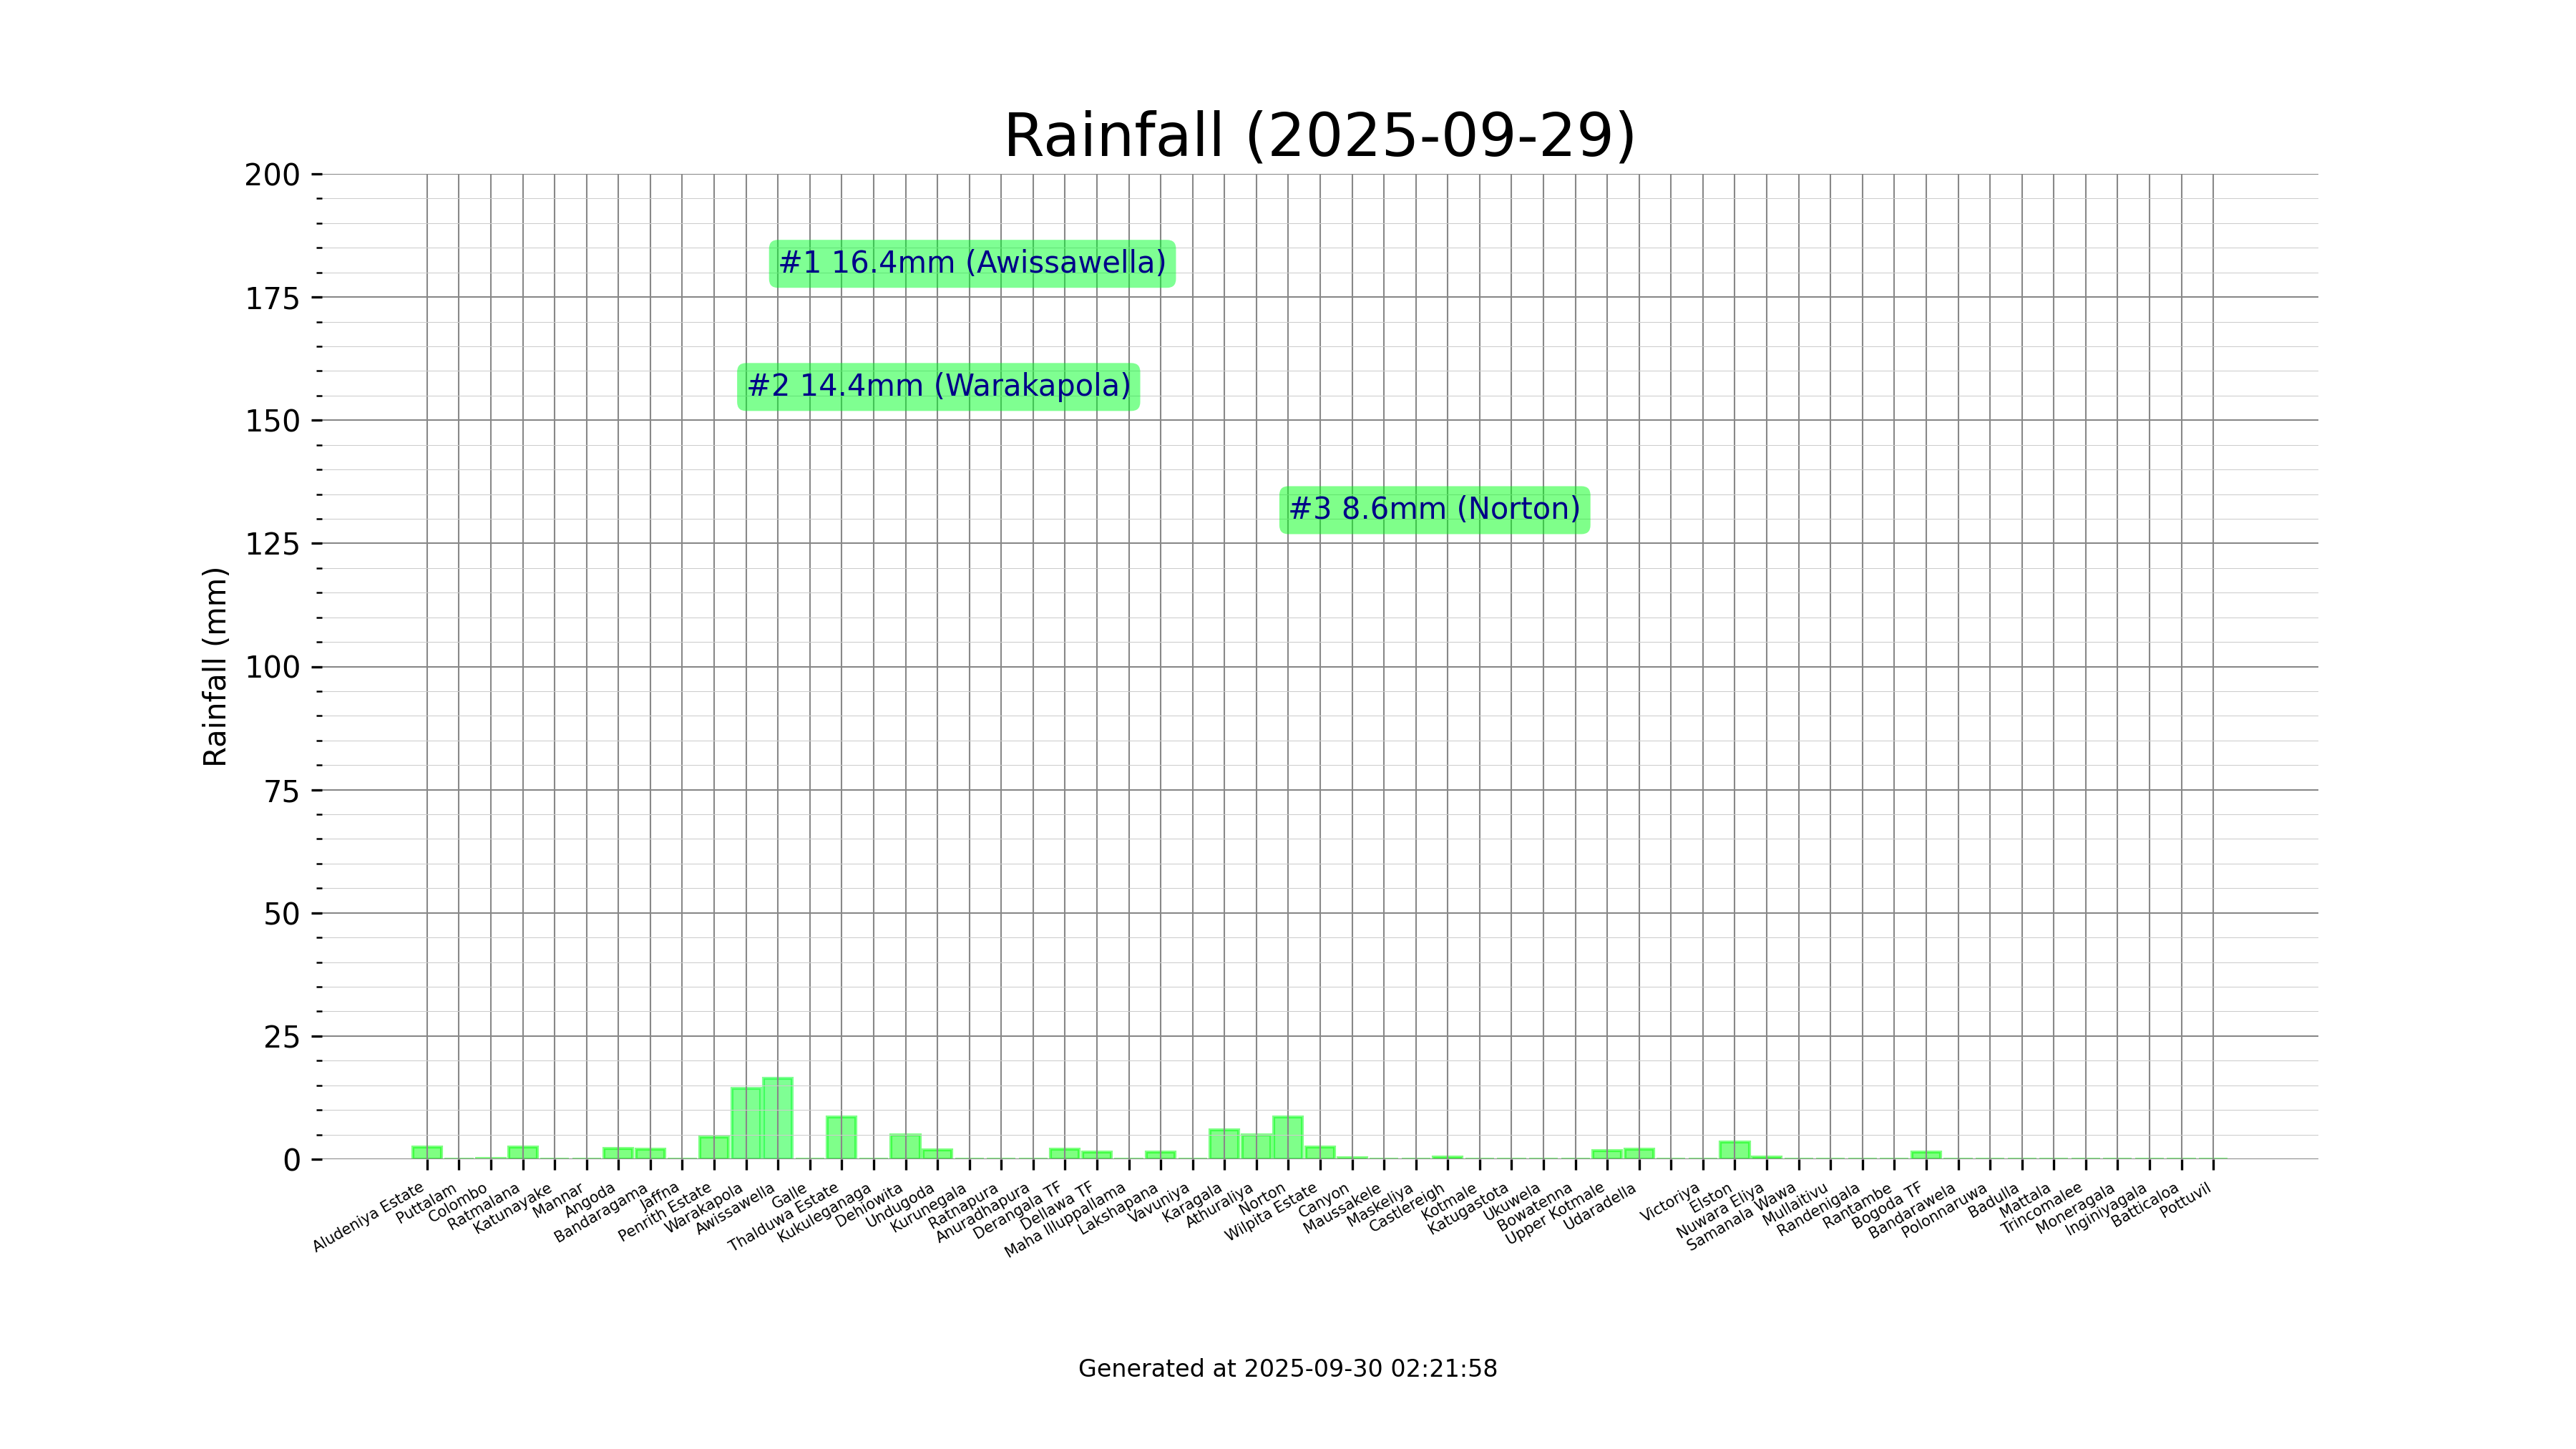 Rainfall (2025-09-29)
200
175
150
125
100
75
50
25
0
Rainfall (mm)
#1 16.4mm (Awissawella)
#2 14.4mm (Warakapola)
#3 8.6mm (Norton)
Aludeniya Estate
Puttalam
Colombo
Ratmalana
Katunayake
Mannar
Angoda
Bandaragama
Jaffna
Penrith Estate
Warakapola
Awissawella
Galle
Thalduwa Estate
Kukuleganaga
Dehiowita
Undugoda
Kurunegala
Ratnapura
Anuradhapura
Derangala TF
Dellawa TF
Maha Illuppallama
Lakshapana
Vavuniya
Karagala
Athuraliya
Norton
Wilpita Estate
Canyon
Maussakele
Maskeliya
Castlereigh
Kotmale
Katugastota
Ukuwela
Bowatenna
Upper Kotmale
Udaradella
Victoriya
Elston
Nuwara Eliya
Samanala Wawa
Mullaitivu
Randenigala
Rantambe
Bogoda TF
Bandarawela
Polonnaruwa
Badulla
Mattala
Trincomalee
Moneragala
Inginiyagala
Batticaloa
Pottuvil
Generated at 2025-09-30 02:21:58